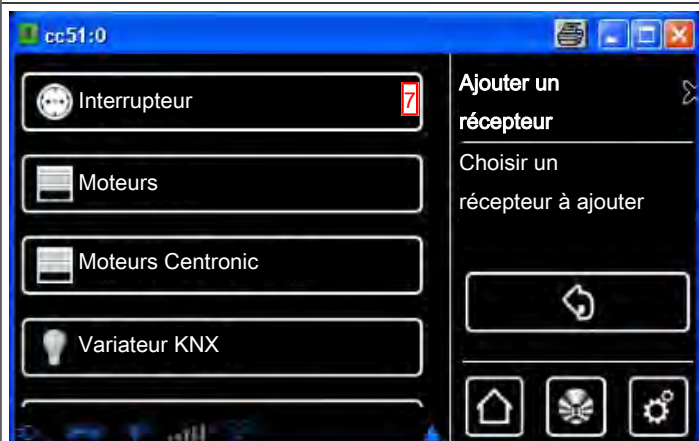 cc51:0
Interrupteur 7
Moteurs
Moteurs Centronic
Variateur KNX
Ajouter un
récepteur
Choisir un
récepteur à ajouter